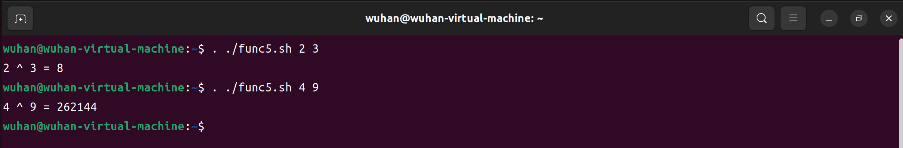 wuhan@wuhan-virtual-machine: ~
wuhan@wuhan-virtual-machine:~$ . ./func5.sh 2 3
2 ^ 3 = 8
wuhan@wuhan-virtual-machine:~$ . ./func5.sh 4 9
4 ^ 9 = 262144
wuhan@wuhan-virtual-machine:~$